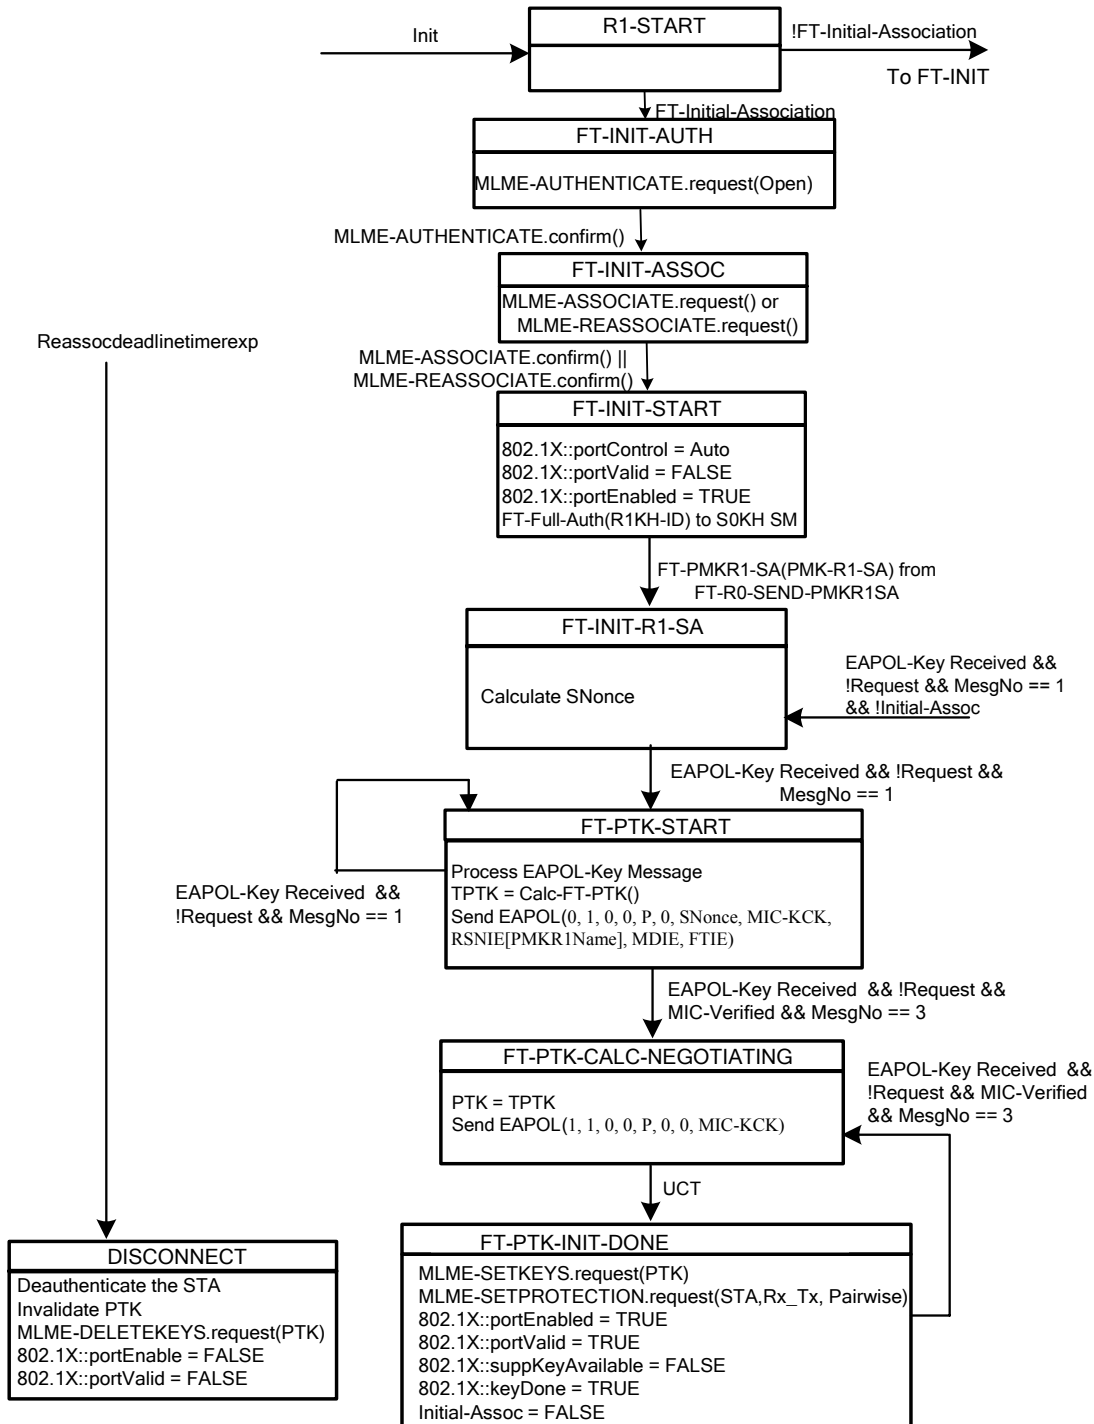 Init
R1-START
!FT-Initial-Association
To FT-INIT
FT-Initial-Association
FT-INIT-AUTH
MLME-AUTHENTICATE.request(Open)
MLME-AUTHENTICATE.confirm()
FT-INIT-ASSOC
MLME-ASSOCIATE.request() or
MLME-REASSOCIATE.request()
Reassocdeadlinetimerexp
MLME-ASSOCIATE.confirm() ||
MLME-REASSOCIATE.confirm()
FT-INIT-START
802.1X::portControl = Auto
802.1X::portValid = FALSE
802.1X::portEnabled = TRUE
FT-Full-Auth(R1KH-ID) to S0KH SM
FT-PMKR1-SA(PMK-R1-SA) from
FT-R0-SEND-PMKR1SA
FT-INIT-R1-SA
Calculate SNonce
EAPOL-Key Received &&
!Request && MesgNo == 1
&& !Initial-Assoc
EAPOL-Key Received && !Request &&
MesgNo == 1
FT-PTK-START
Process EAPOL-Key Message
TPTK = Calc-FT-PTK()
Send EAPOL(0, 1, 0, 0, P, 0, SNonce, MIC-KCK,
RSNIE[PMKR1Name], MDIE, FTIE)
EAPOL-Key Received &&
!Request && MesgNo == 1
EAPOL-Key Received && !Request &&
MIC-Verified && MesgNo == 3
FT-PTK-CALC-NEGOTIATING
PTK = TPTK
Send EAPOL(1, 1, 0, 0, P, 0, 0, MIC-KCK)
EAPOL-Key Received &&
!Request && MIC-Verified
&& MesgNo == 3
UCT
DISCONNECT
Deauthenticate the STA
Invalidate PTK
MLME-DELETEKEYS.request(PTK)
802.1X::portEnable = FALSE
802.1X::portValid = FALSE
FT-PTK-INIT-DONE
MLME-SETKEYS.request(PTK)
MLME-SETPROTECTION.request(STA,Rx_Tx, Pairwise)
802.1X::portEnabled = TRUE
802.1X::portValid = TRUE
802.1X::suppKeyAvailable = FALSE
802.1X::keyDone = TRUE
Initial-Assoc = FALSE